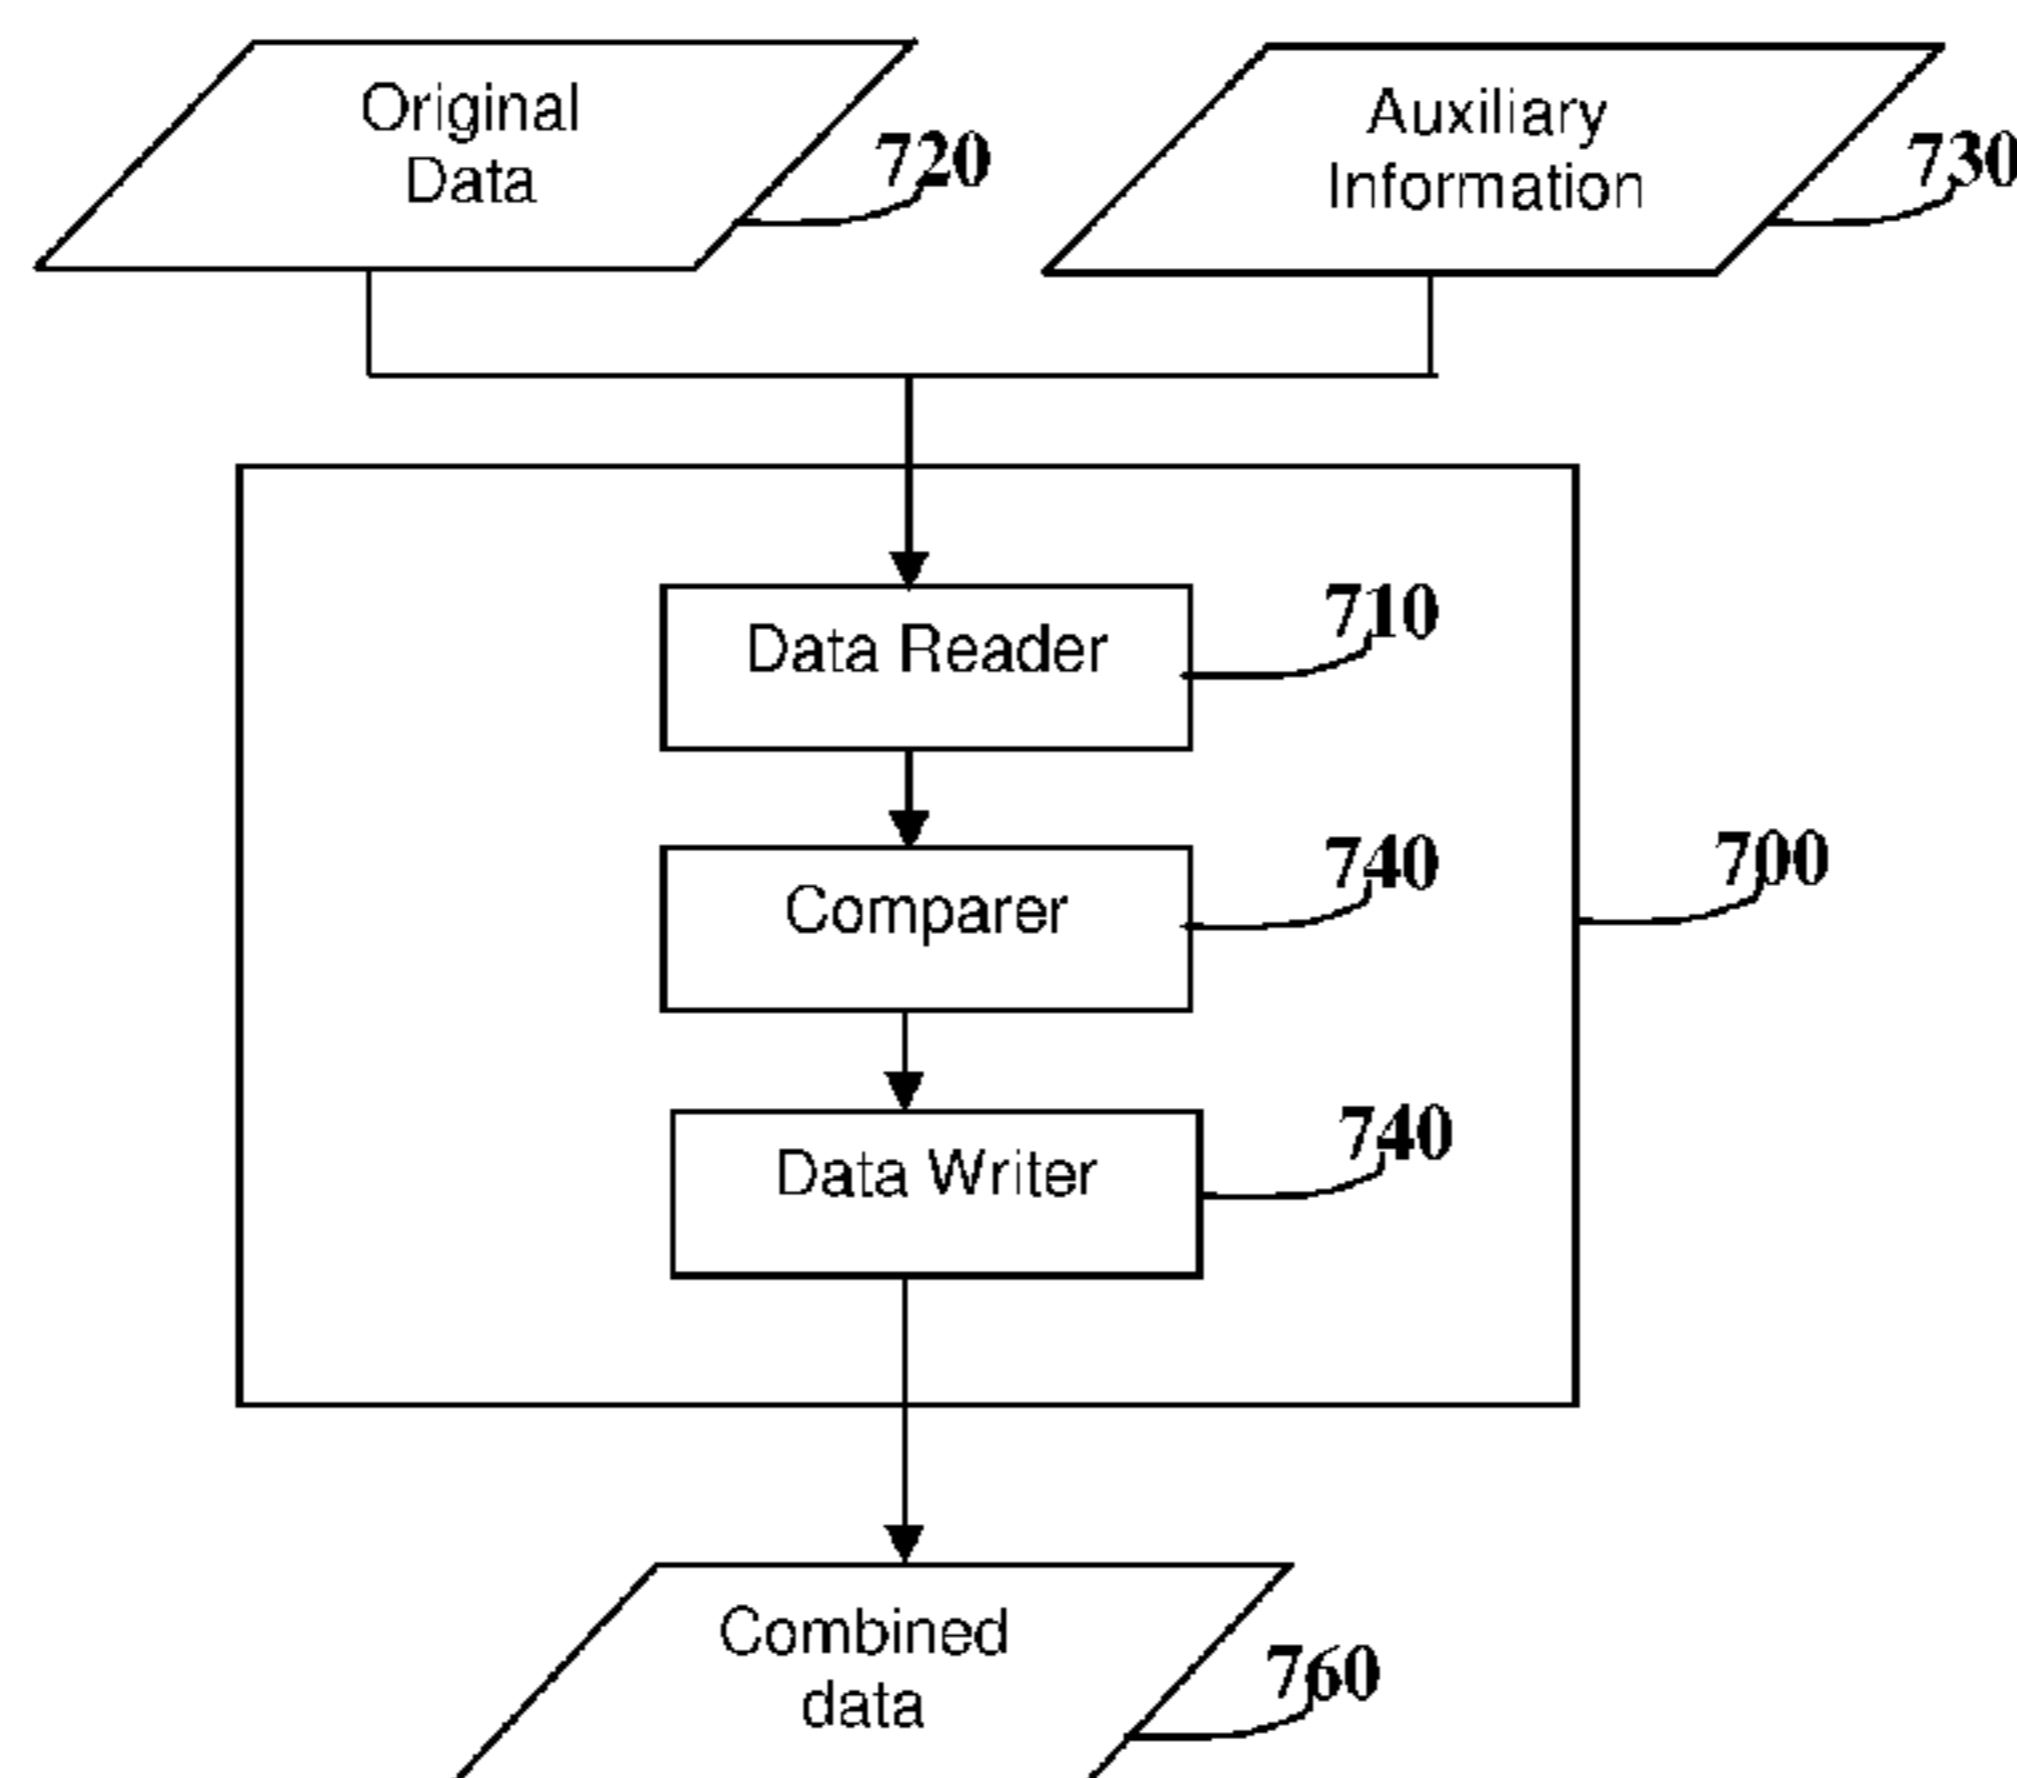 Original
Data
720
Auxiliary
Information
730
Data Reader
710
Comparer
740
700
Data Writer
740
Combined
data
760